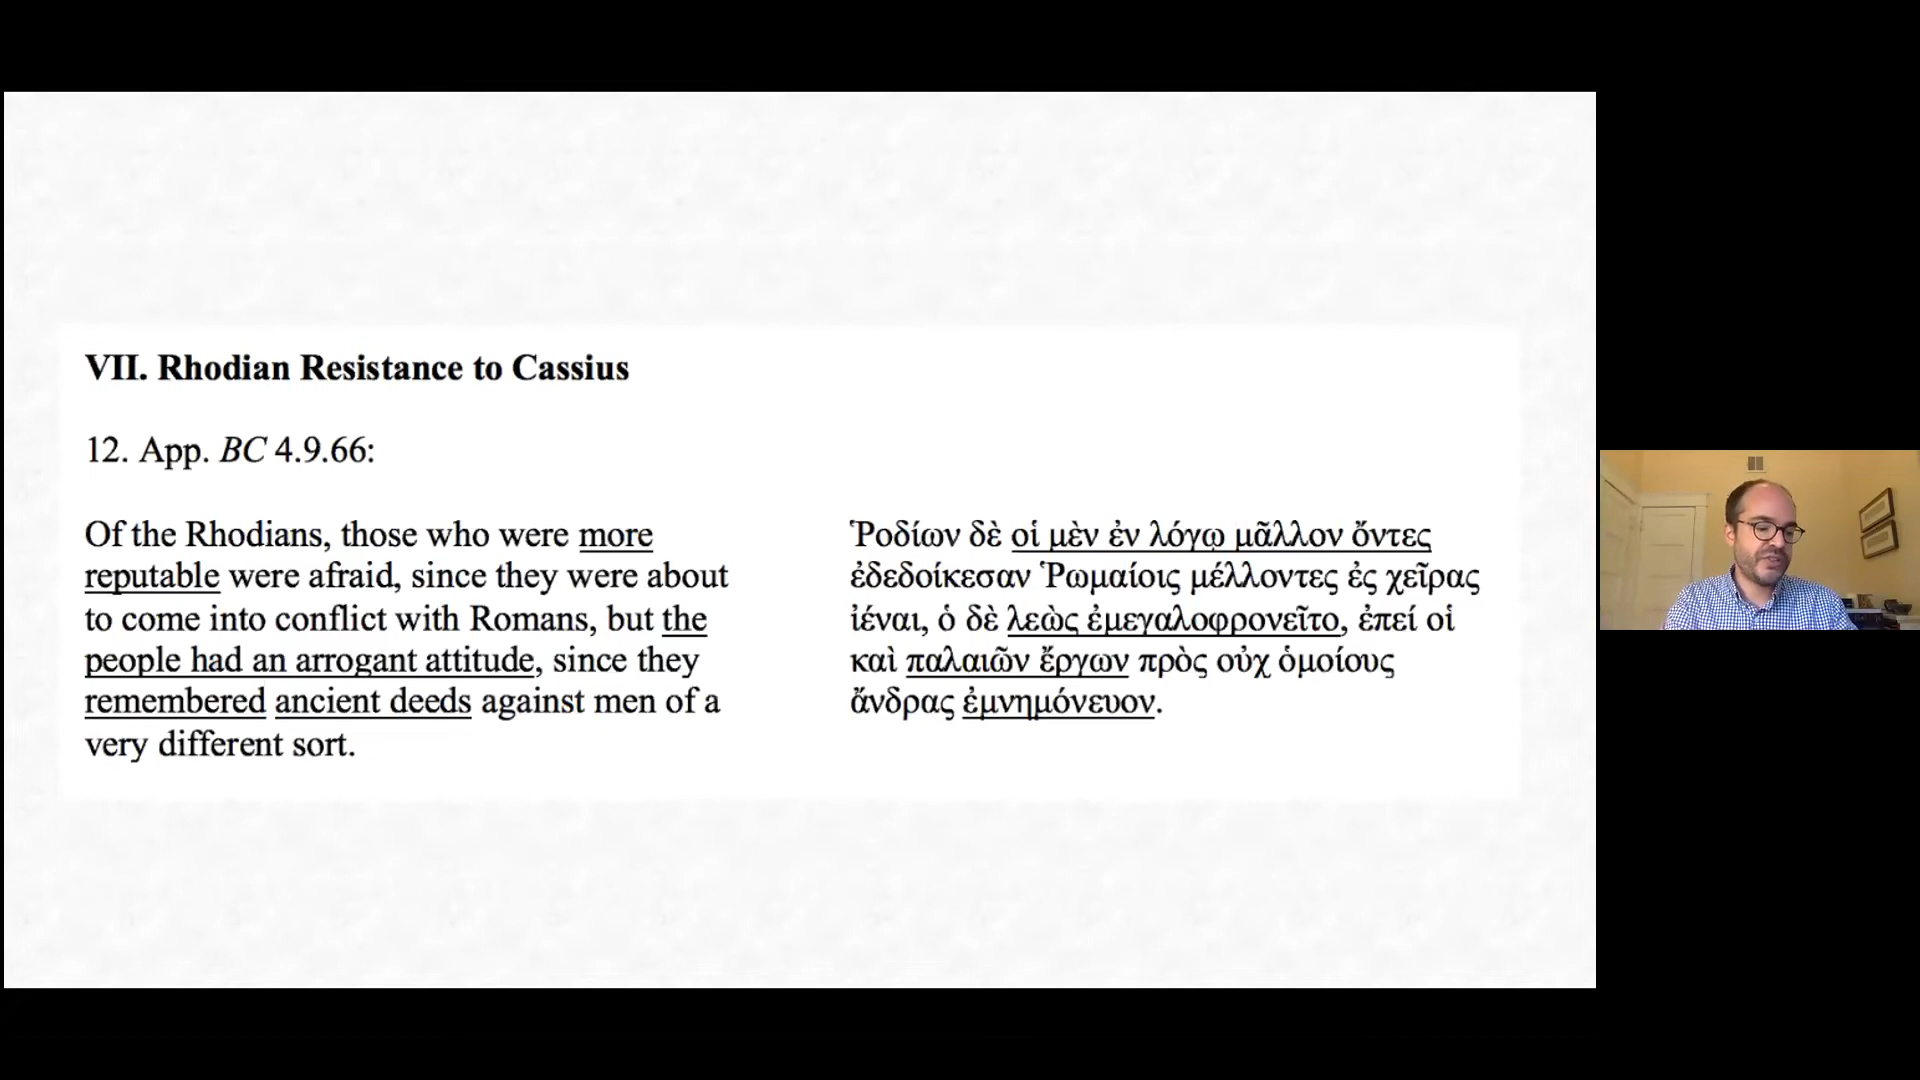 VII. Rhodian Resistance to Cassius
12. App. BC 4.9.66:
Of the Rhodians, those who were more
reputable were afraid, since they were about
to come into conflict with Romans, but the
people had an arrogant attitude, since they
remembered ancient deeds against men of a
very different sort.
Ῥοδίων δὲ οἱ μὲν ἐν λόγῳ μᾶλλον ὄντες
ἐδεδοίκεσαν Ῥωμαίοις μέλλοντες ἐς χεῖρας
ἰέναι, ὁ δὲ λεὼς ἐμεγαλοφρονεῖτο, ἐπεί οἱ
καὶ παλαιῶν ἔργων πρὸς οὐχ ὁμοίους
ἄνδρας ἐμνημόνευον.